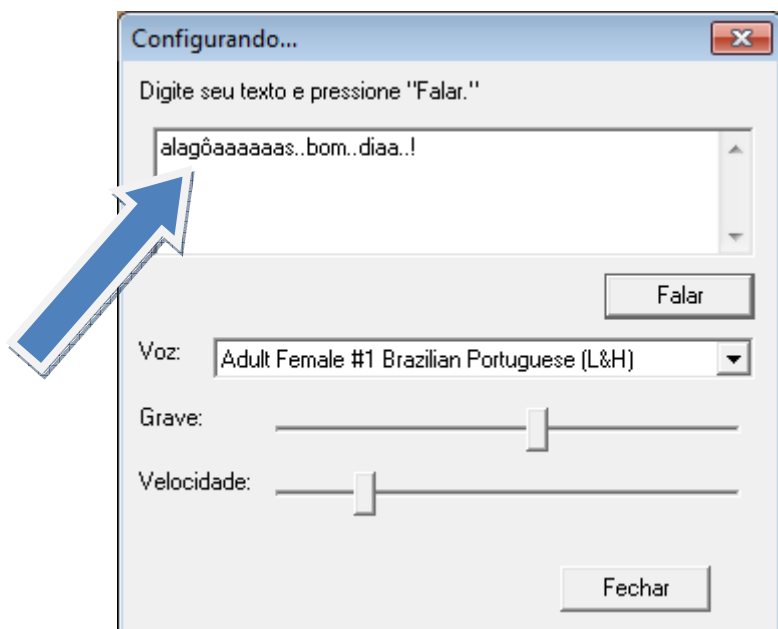 Configurando...
Digite seu texto e pressione "Falar."
alagôaaaaaas..bom..diaa..!
Falar
Voz: Adult Female #1 Brazilian Portuguese (L&H)
Grave:
Velocidade:
Fechar